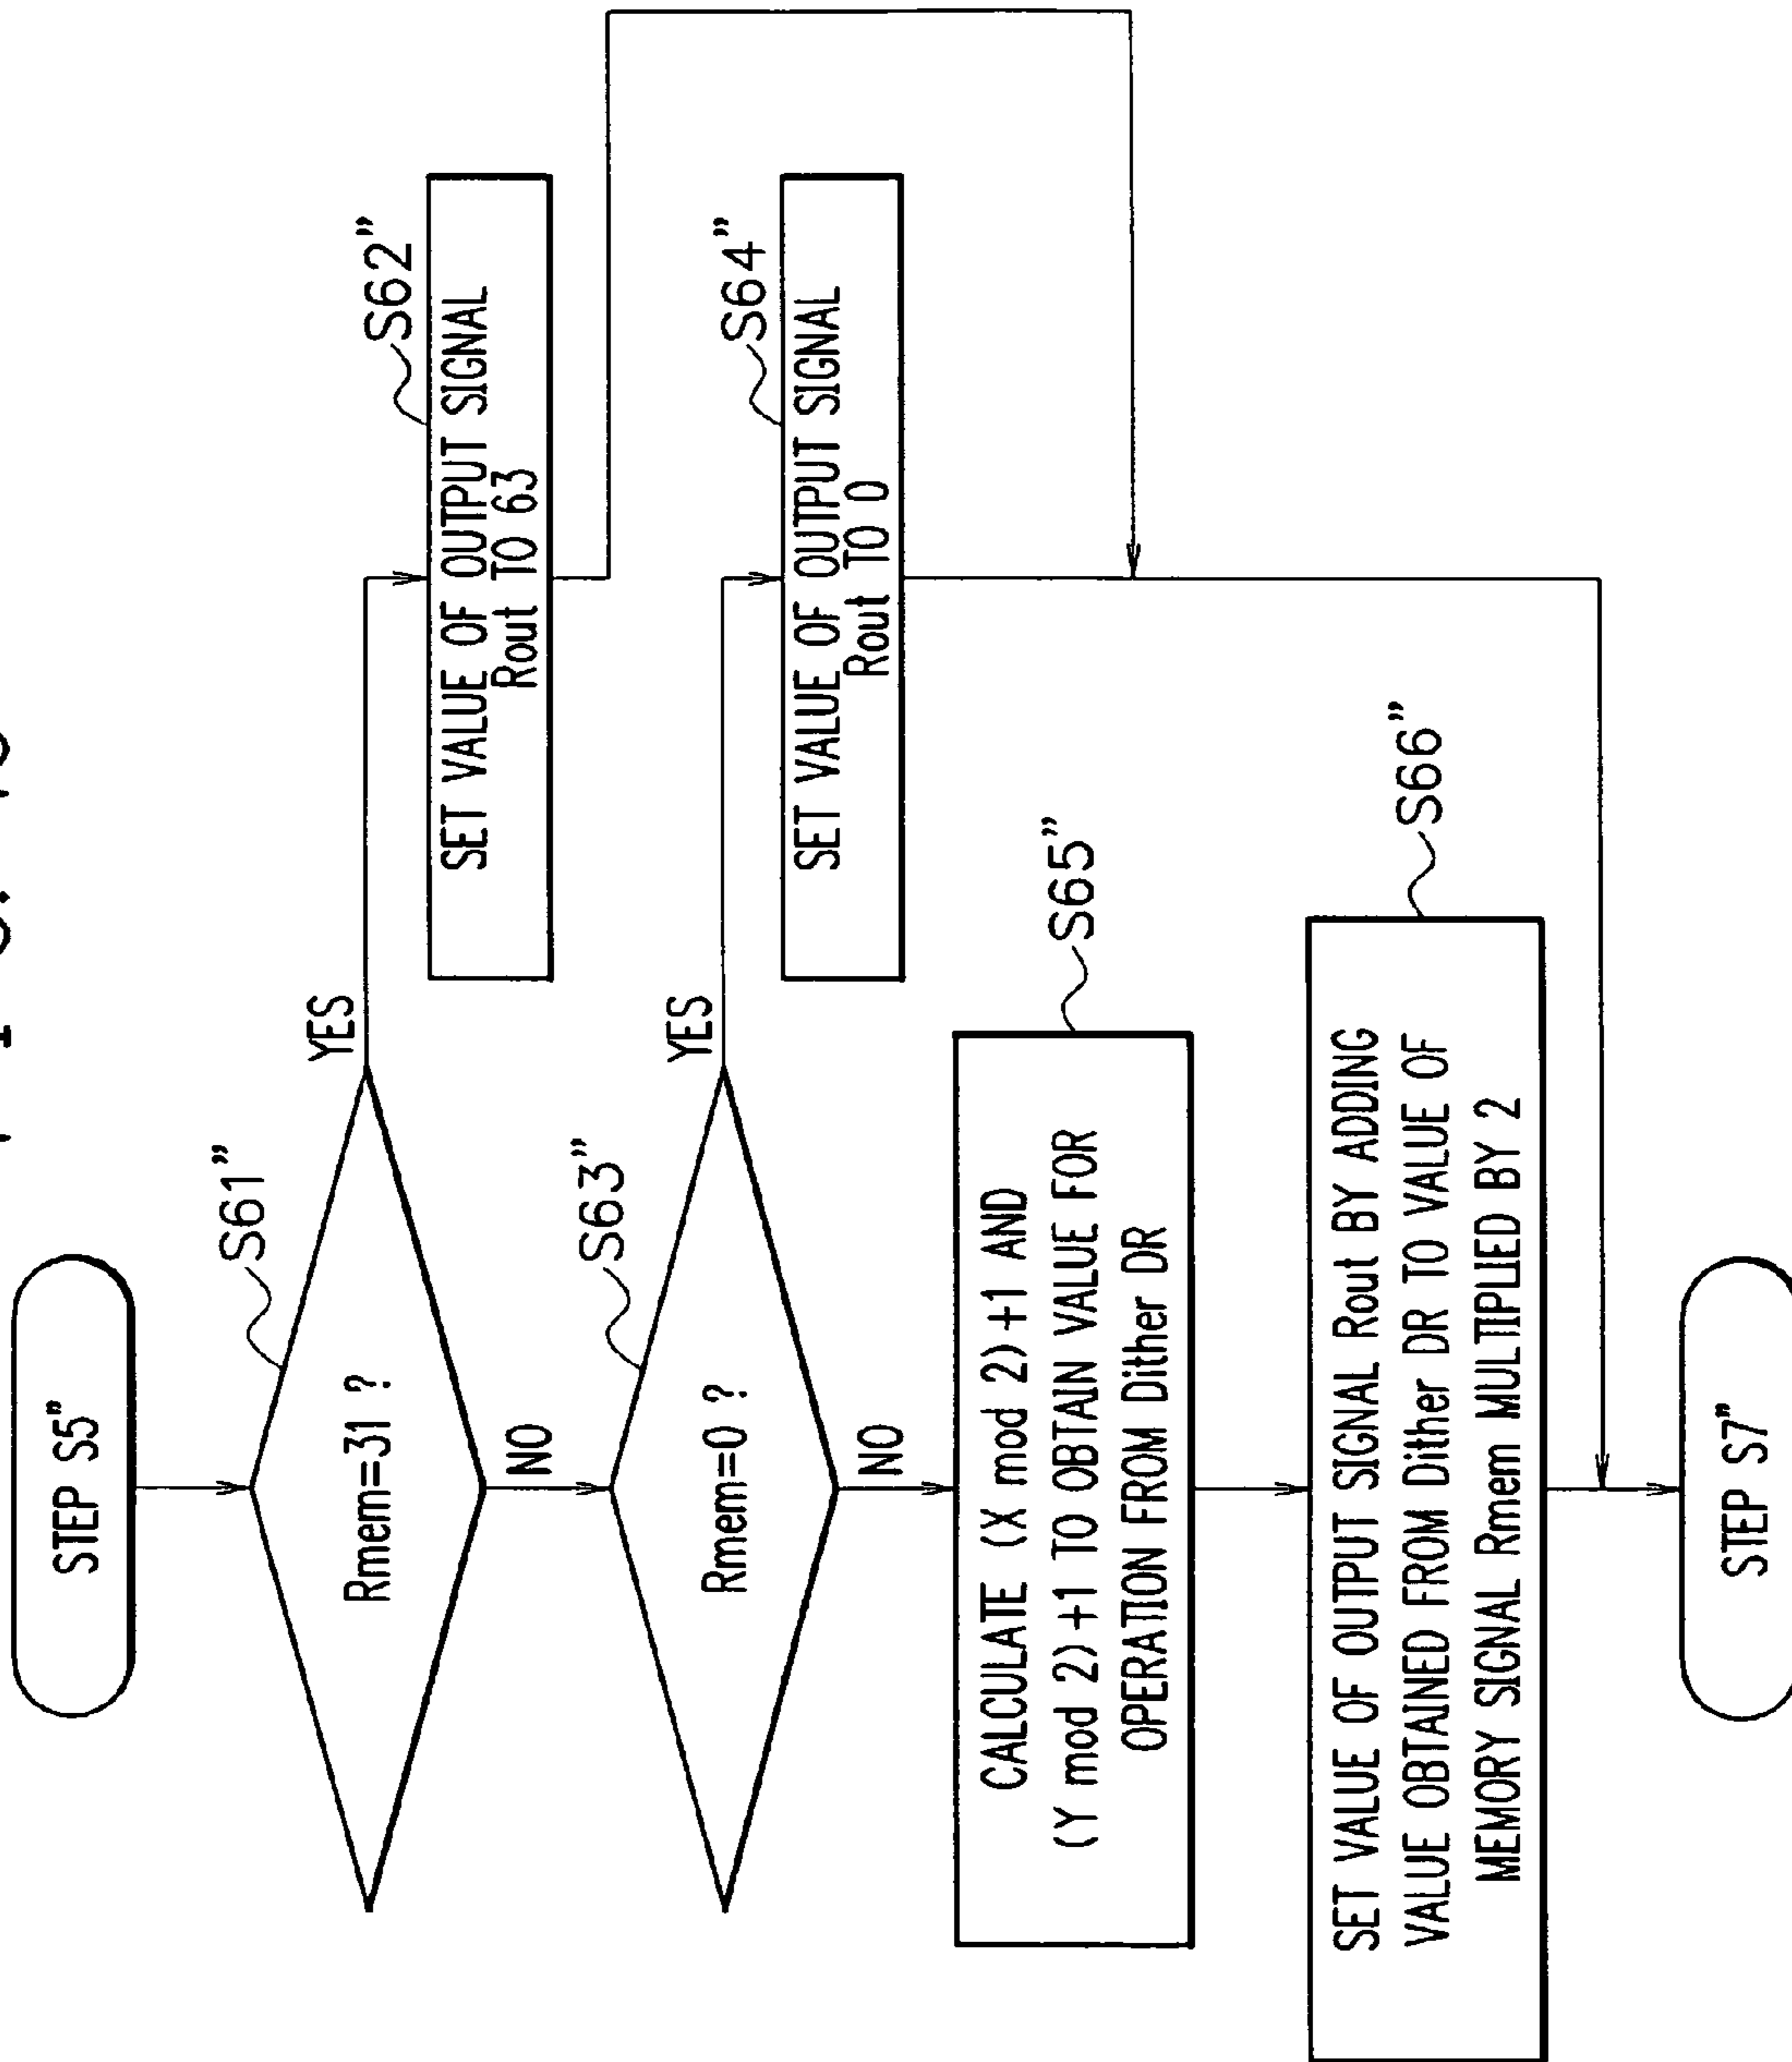 STEP S5"
S61"
Rmem=31 ?
YES
NO
SET VALUE OF OUTPUT SIGNAL
Rout TO 63
S62"
S63"
Rmem=0 ?
YES
NO
SET VALUE OF OUTPUT SIGNAL
Rout TO 0
S64"
CALCULATE (X mod 2)+1 AND
(Y mod 2)+1 TO OBTAIN VALUE FOR
OPERATION FROM Dither DR
S65"
SET VALUE OF OUTPUT SIGNAL Rout BY ADDING
VALUE OBTAINED FROM Dither DR TO VALUE OF
MEMORY SIGNAL Rmem MULTIPLIED BY 2
S66"
STEP S7"